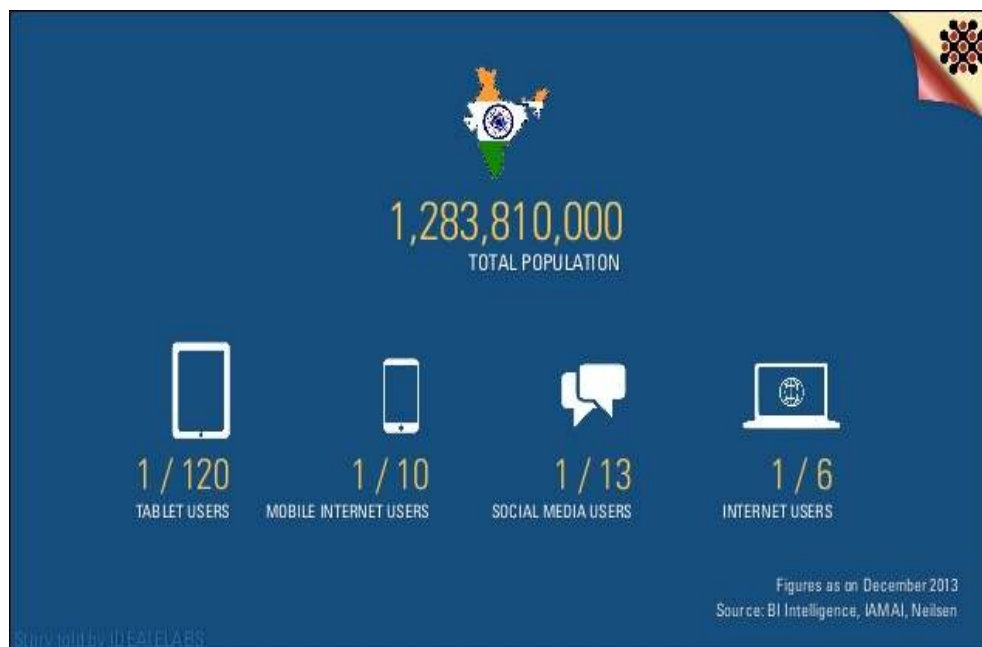 1,283,810,000
TOTAL POPULATION
1 / 120
TABLET USERS
1 / 10
MOBILE INTERNET USERS
1 / 13
SOCIAL MEDIA USERS
1 / 6
INTERNET USERS
Figures as on December 2013
Source: BI Intelligence, IAMAI, Neilsen
Story told by IDEATELABS